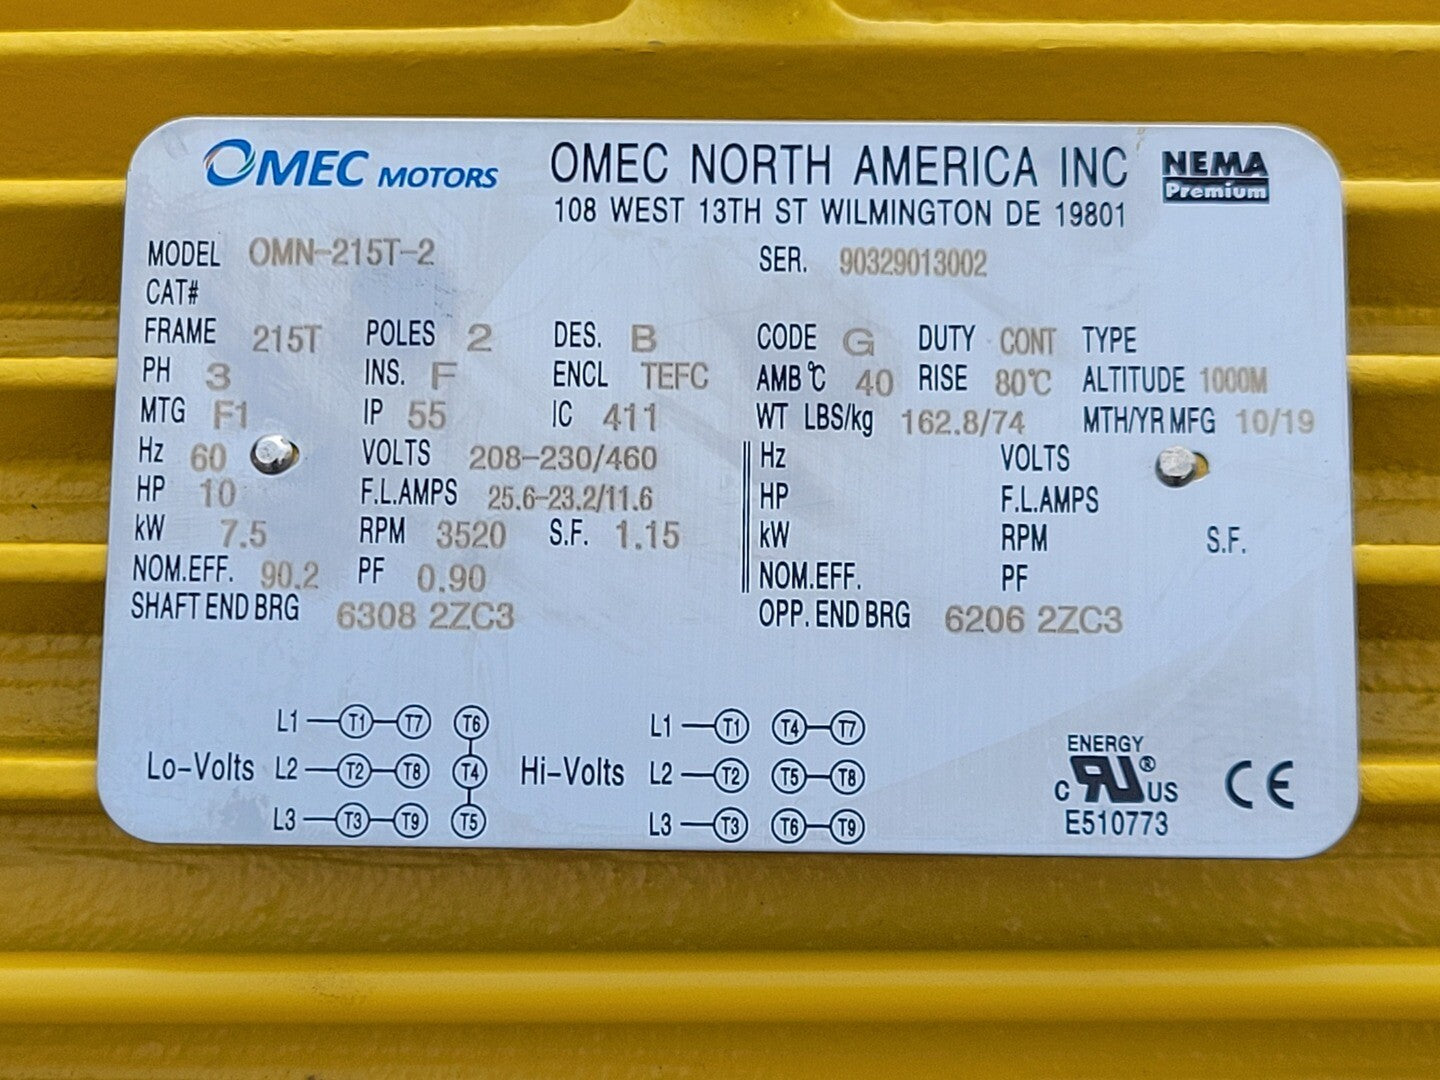 OMEC MOTORS OMEC NORTH AMERICA INC NEMA Premium
108 WEST 13TH ST WILMINGTON DE 19801
MODEL OMN-215T-2 SER. 90329013002
CAT#
FRAME 215T POLES 2 DES. B CODE G DUTY CONT TYPE
PH 3 INS. F ENCL TEFC AMB °C 40 RISE 80°C ALTITUDE 1000M
MTG F1 IP 55 IC 411 WT LBS/kg 162.8/74 MTH/YR MFG 10/19
Hz 60 VOLTS 208-230/460 Hz VOLTS
HP 10 F.L.AMPS 25.6-23.2/11.6 HP F.L.AMPS
kW 7.5 RPM 3520 S.F. 1.15 kW RPM S.F.
NOM.EFF. 90.2 PF 0.90 NOM.EFF. PF
SHAFT END BRG 6308 2ZC3 OPP. END BRG 6206 2ZC3
L1 T1 T7 T6 L1 T1 T4 T7
Lo-Volts L2 T2 T8 T4 Hi-Volts L2 T2 T5 T8
L3 T3 T9 T5 L3 T3 T6 T9
ENERGY
C RU ® US CE
E510773